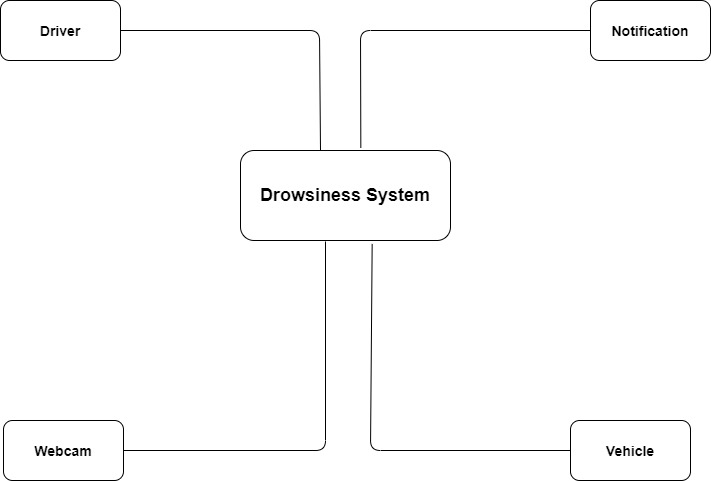 Driver
Notification
Drowsiness System
Webcam
Vehicle